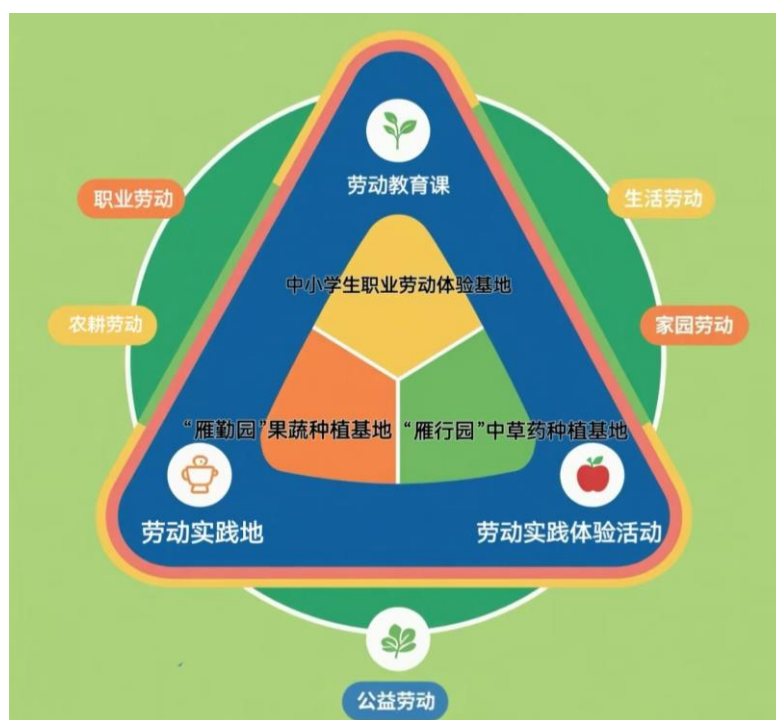 劳动教育课
职业劳动
生活劳动
中小学生职业劳动体验基地
农耕劳动
家园劳动
“雁勤园”果蔬种植基地
“雁行园”中草药种植基地
劳动实践地
劳动实践体验活动
公益劳动